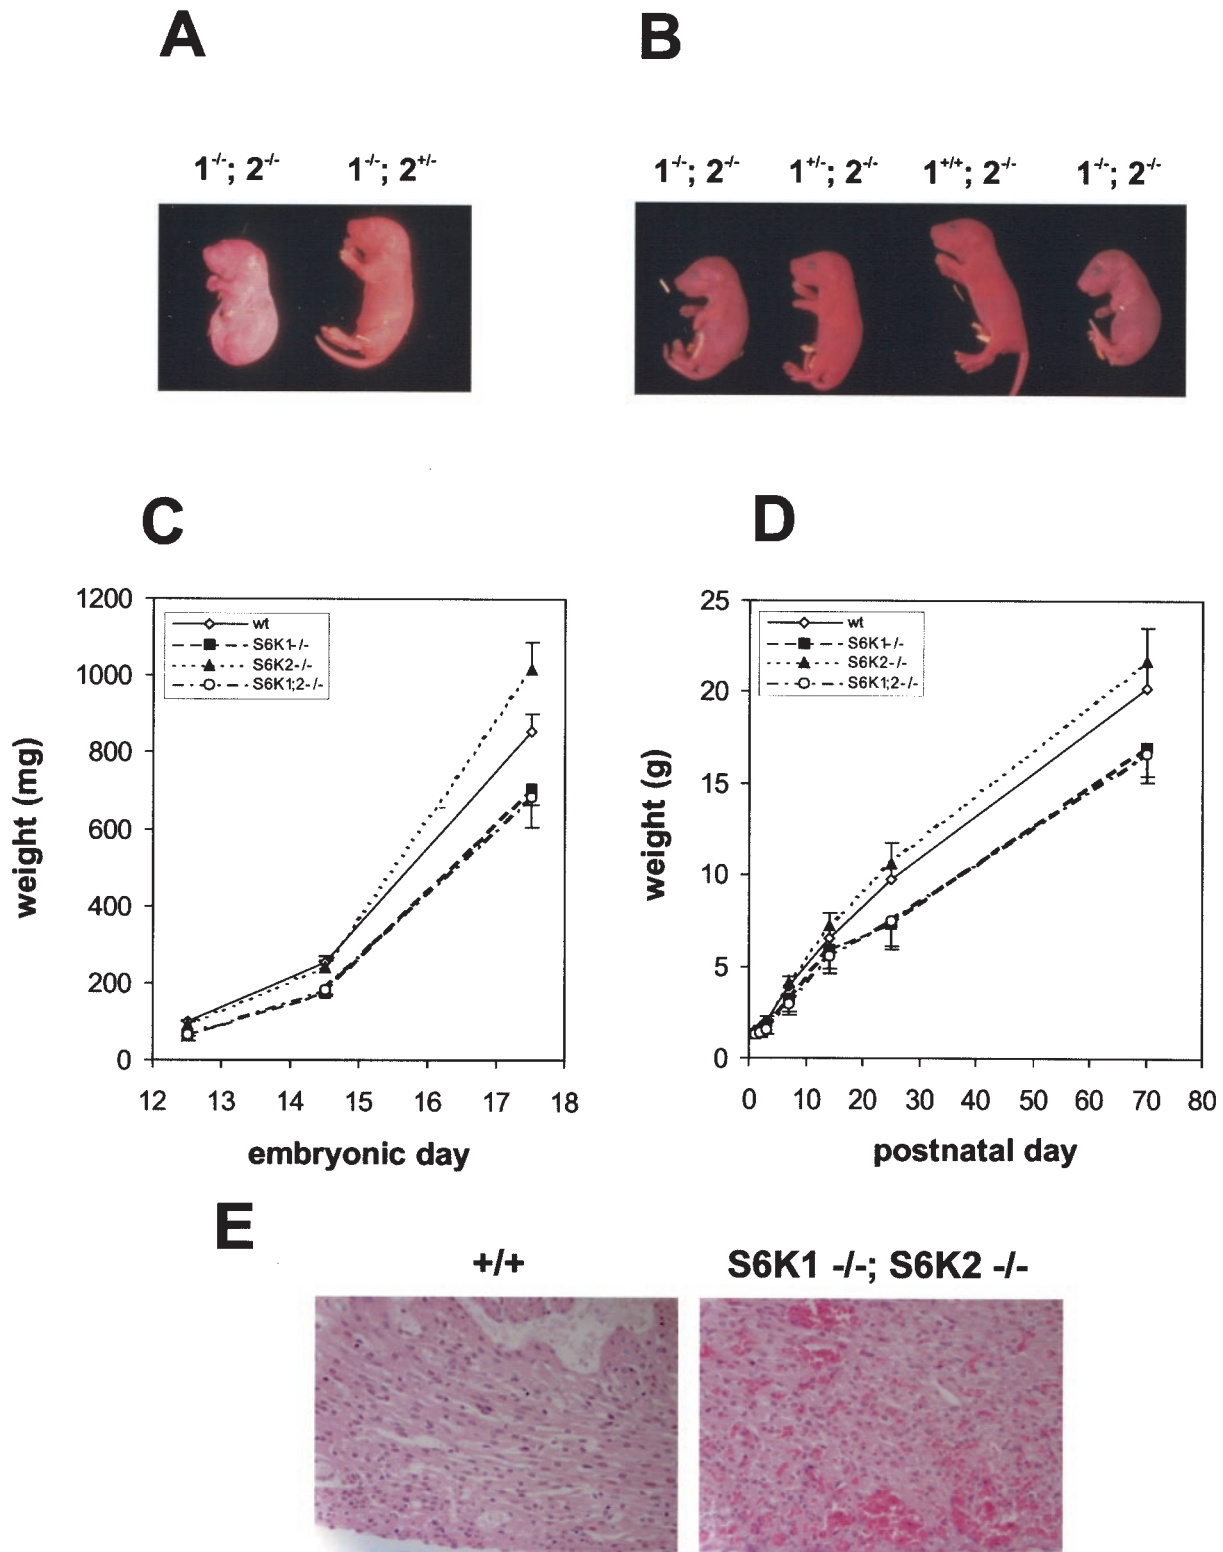 A
B
1-/-; 2-/-
1-/-; 2+/-
1-/-; 2-/-
1+/-; 2-/-
1+/+; 2-/-
1-/-; 2-/-
C
1200
1000
800
600
400
200
0
weight (mg)
wt
S6K1-/-
S6K2-/-
S6K1;2-/-
12 13 14 15 16 17 18
embryonic day
D
25
20
15
10
5
0
weight (g)
wt
S6K1-/-
S6K2-/-
S6K1;2-/-
0 10 20 30 40 50 60 70 80
postnatal day
E
+/+
S6K1 -/-; S6K2 -/-